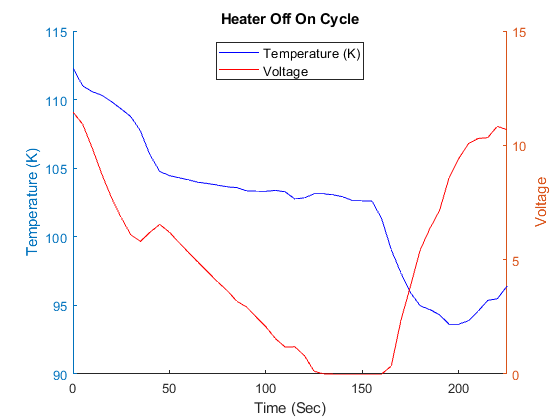 Heater Off On Cycle
Temperature (K)
Voltage
115
110
105
100
95
90
Temperature (K)
15
10
5
0
Voltage
0
50
100
150
200
Time (Sec)